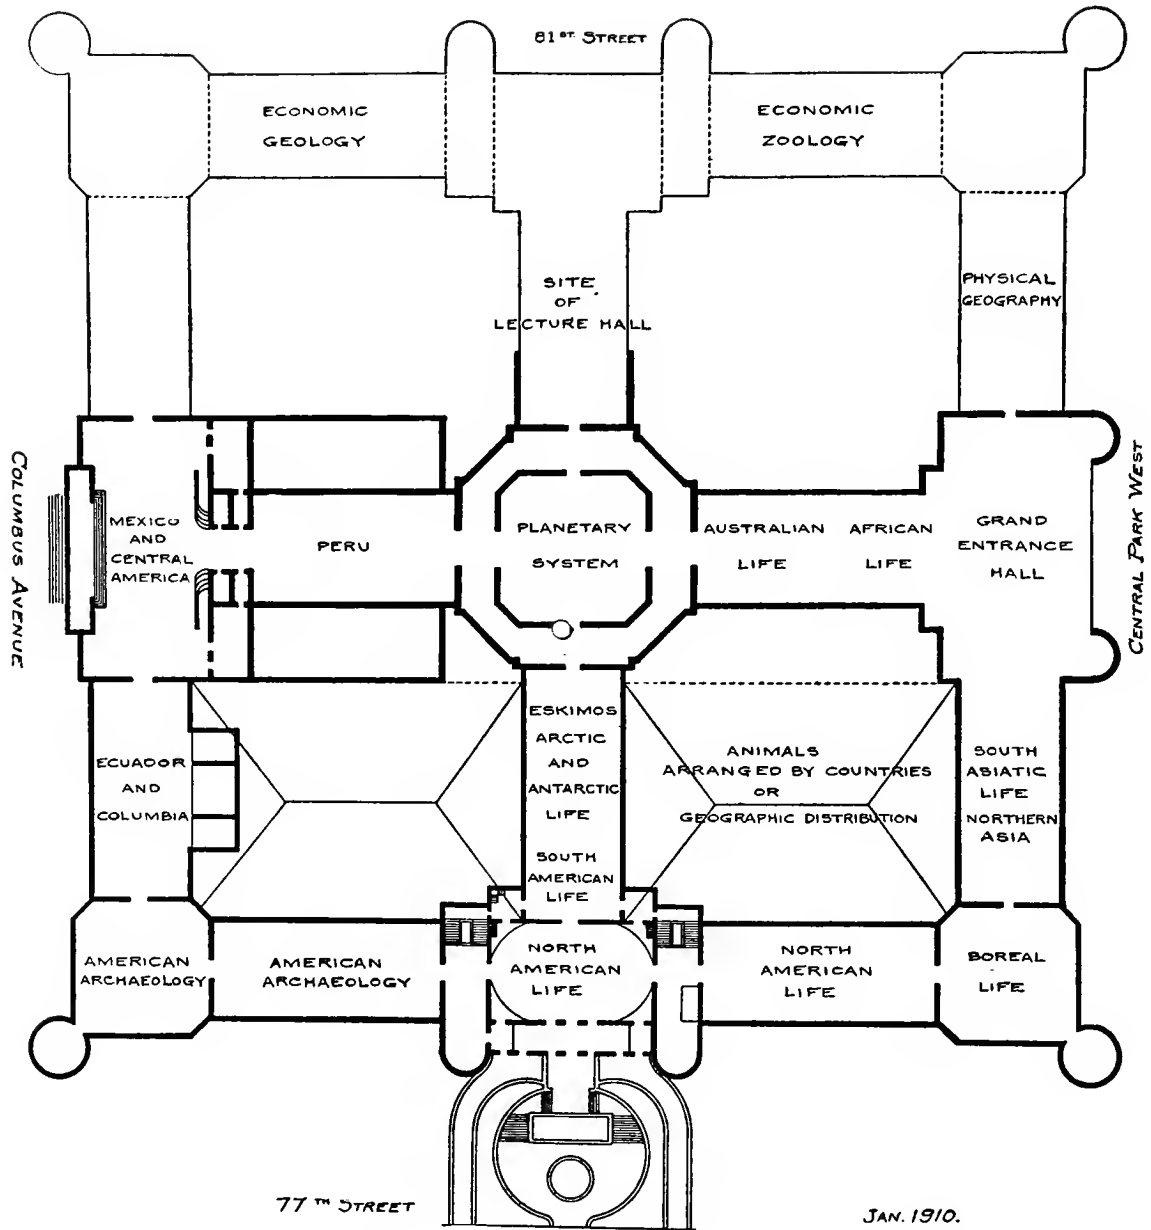 81ST. STREET
ECONOMIC
GEOLOGY
ECONOMIC
ZOOLOGY
SITE
OF
LECTURE HALL
PHYSICAL
GEOGRAPHY
COLUMBUS AVENUE
MEXICO
AND
CENTRAL
AMERICA
PERU
PLANETARY
SYSTEM
AUSTRALIAN
LIFE
AFRICAN
LIFE
GRAND
ENTRANCE
HALL
CENTRAL PARK WEST
ECUADOR
AND
COLUMBIA
ESKIMOS
ARCTIC
AND
ANTARCTIC
LIFE
SOUTH
AMERICAN
LIFE
ANIMALS
ARRANGED BY COUNTRIES
OR
GEOGRAPHIC DISTRIBUTION
SOUTH
ASIATIC
LIFE
NORTHERN
ASIA
AMERICAN
ARCHAEOLOGY
AMERICAN
ARCHAEOLOGY
NORTH
AMERICAN
LIFE
NORTH
AMERICAN
LIFE
BOREAL
LIFE
77TH STREET
JAN. 1910.